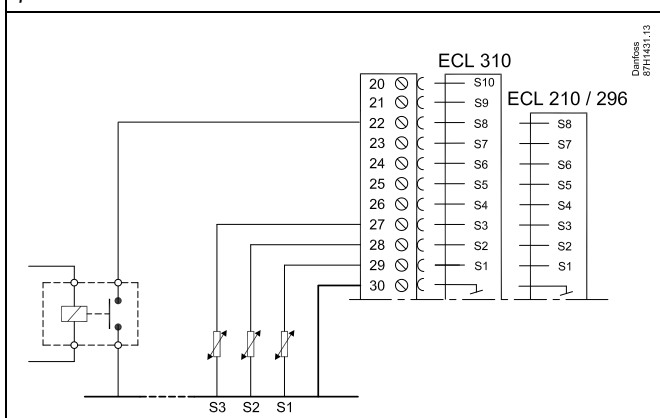 Danfoss
87H1431.13
ECL 310
ECL 210 / 296
20 S10
21 S9
22 S8 S8
23 S7 S7
24 S6 S6
25 S5 S5
26 S4 S4
27 S3 S3
28 S2 S2
29 S1 S1
30
S3 S2 S1